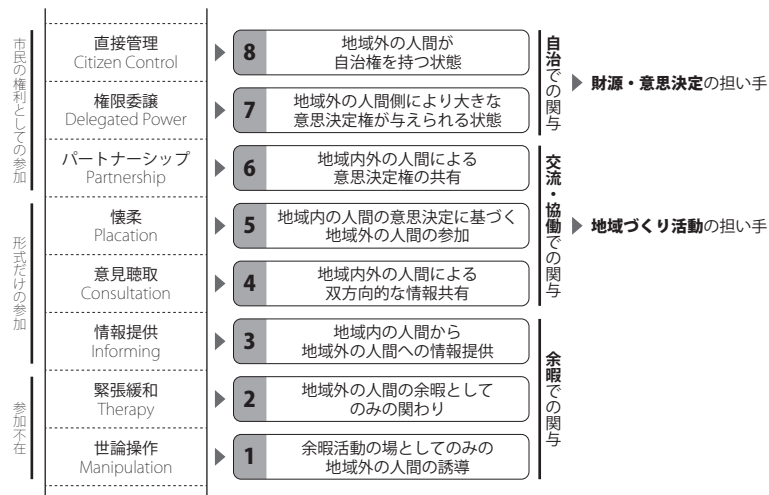 市民の権利としての参加
形式だけの参加
参加不在
直接管理
Citizen Control
8
地域外の人間が
自治権を持つ状態
権限委譲
Delegated Power
7
地域外の人間側により大きな
意思決定権が与えられる状態
パートナーシップ
Partnership
6
地域内外の人間による
意思決定権の共有
懐柔
Placation
5
地域内の人間の意思決定に基づく
地域外の人間の参加
意見聴取
Consultation
4
地域内外の人間による
双方向的な情報共有
情報提供
Informing
3
地域内の人間から
地域外の人間への情報提供
緊張緩和
Therapy
2
地域外の人間の余暇として
のみの関わり
世論操作
Manipulation
1
余暇活動の場としてのみの
地域外の人間の誘導
自治での関与
財源・意思決定の担い手
交流・協働での関与
地域づくり活動の担い手
余暇での関与